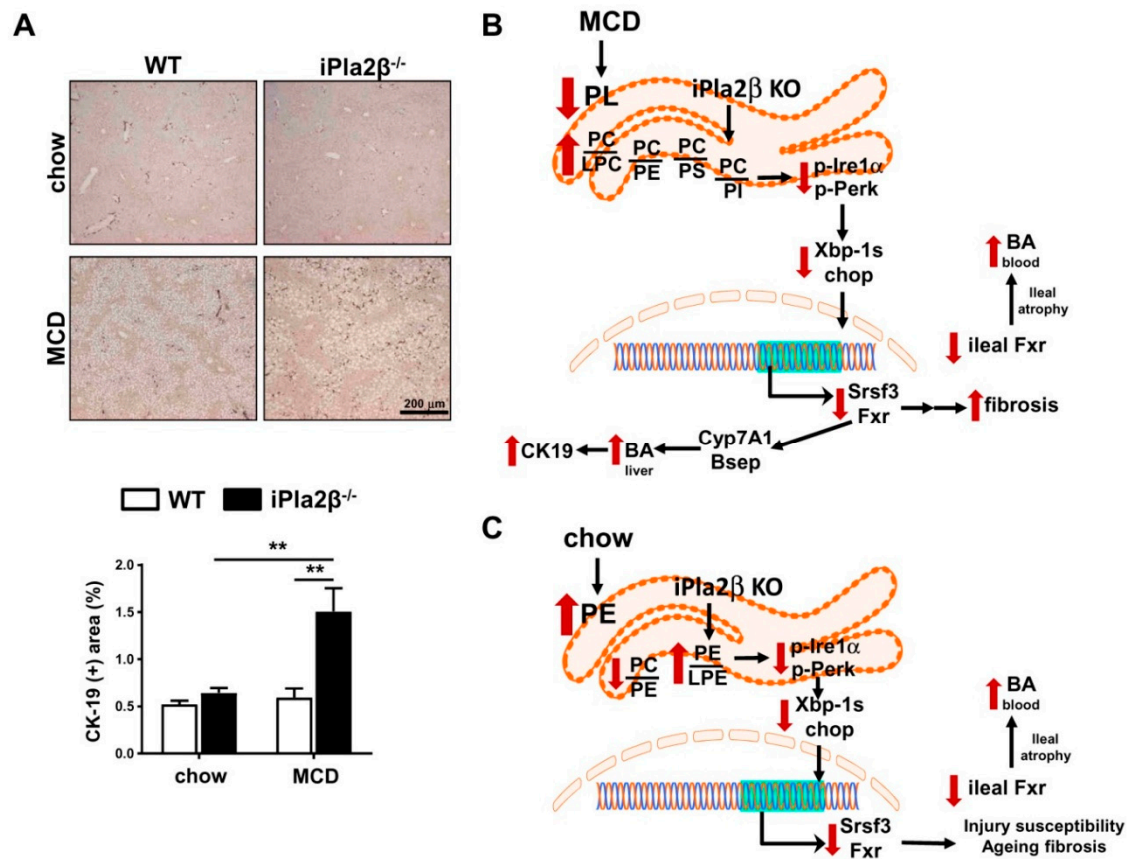 A
WT
iPla2β-/-
chow
MCD
200 μm
WT
iPla2β-/-
**
**
CK-19 (+) area (%)
2.0
1.5
1.0
0.5
0.0
chow
MCD
B
MCD
PL
iPla2β KO
PC
LPC
PC
PE
PC
PS
PC
PI
p-Ire1α
p-Perk
Xbp-1s
chop
BA
blood
Ileal
atrophy
ileal Fxr
Srsf3
Fxr
fibrosis
Cyp7A1
Bsep
BA
liver
CK19
C
chow
PE
iPla2β KO
PC
PE
PE
LPE
p-Ire1α
p-Perk
Xbp-1s
chop
BA
blood
Ileal
atrophy
ileal Fxr
Srsf3
Fxr
Injury susceptibility
Ageing fibrosis